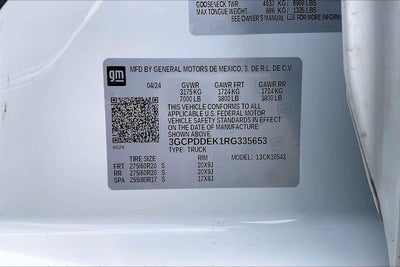 GOOSENECK TWR 4037 KG 8900 LBS
MAX TONGUE WEIGHT 606 KG 1335 LBS
SEE OWNER'S MANUAL FOR
gm
MFD BY GENERAL MOTORS DE MEXICO, S. DE R.L. DE C.V.
04/24 GVWR GAWR FRT GAWR RR
3175 KG 1724 KG 1724 KG
7000 LB 3800 LB 3800 LB
THIS VEHICLE CONFORMS TO ALL
APPLICABLE U.S. FEDERAL MOTOR
VEHICLE SAFETY STANDARDS IN
EFFECT ON THE DATE OF MANUFACTURE
SHOWN ABOVE.
3GCPDDEK1RG335653
TYPE: TRUCK
TIRE SIZE RIM 13CK10543
FRT 275/60R20 S 20X9J
RR 275/60R20 S 20X9J
SPA 255/80R17 S 17X8J